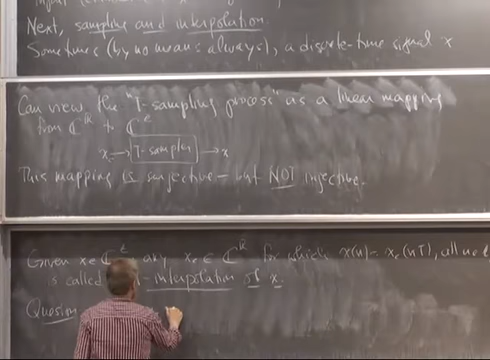 Next, sampling and interpolation
Sometimes (by no means always), a discrete-time signal x
Can view the "T-sampling process" as a linear mapping
from ℂ^ℝ to ℂ^ℤ
x_c → T-sampler → x
This mapping is surjective - but NOT injective.
Given x ∈ ℂ^ℤ any x_c ∈ ℂ^ℝ for which x(n) = x_c(nT), all n
is called - interpolation of x.
Quesion